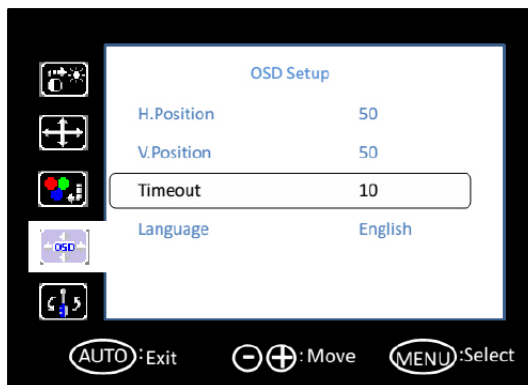 OSD Setup
H.Position 50
V.Position 50
Timeout 10
Language English
OSD
AUTO : Exit - + : Move MENU : Select